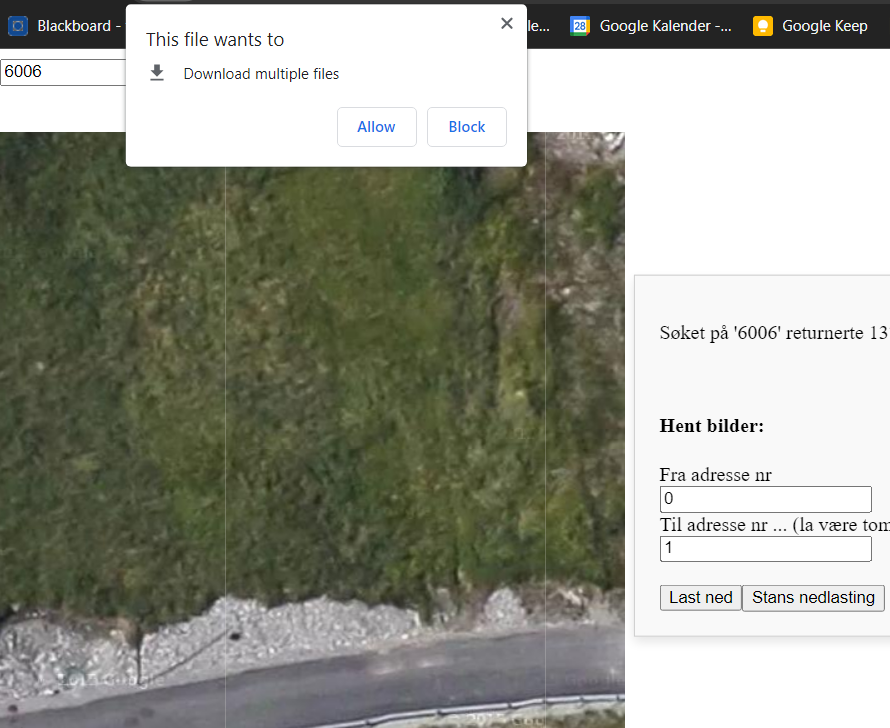 Blackboard -
le...
28
Google Kalender -...
Google Keep
This file wants to
Download multiple files
Allow
Block
6006
Søket på '6006' returnerte 13
Hent bilder:
Fra adresse nr
0
Til adresse nr ... (la være tom
1
Last ned
Stans nedlasting
Google